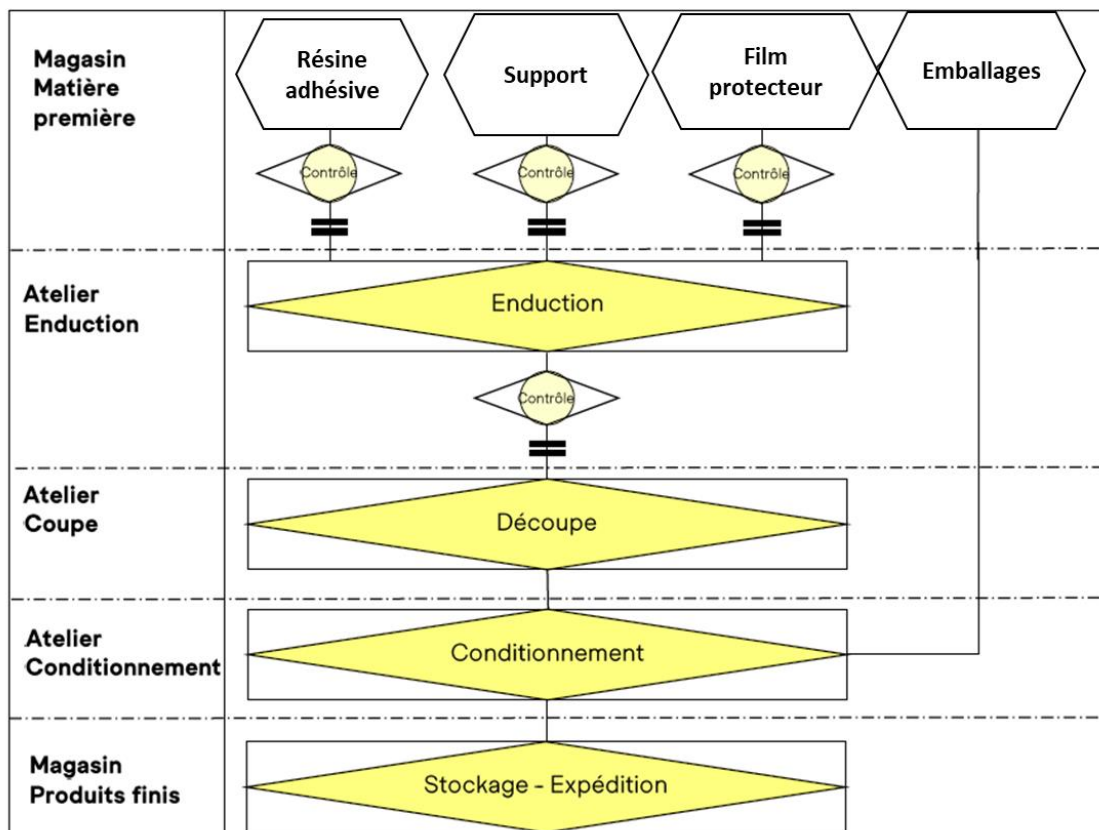 Magasin
Matière
première
Résine
adhésive
Support
Film
protecteur
Emballages
Contrôle
Contrôle
Contrôle
Atelier
Enduction
Enduction
Contrôle
Atelier
Coupe
Découpe
Atelier
Conditionnement
Conditionnement
Magasin
Produits finis
Stockage - Expédition